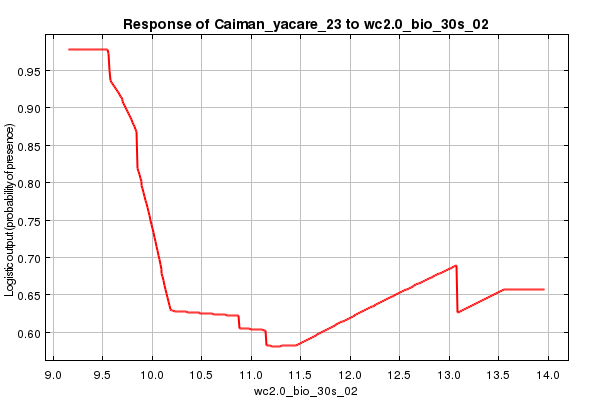 Response of Caiman_yacare_23 to wc2.0_bio_30s_02
Logistic output (probability of presence)
0.95
0.90
0.85
0.80
0.75
0.70
0.65
0.60
9.0 9.5 10.0 10.5 11.0 11.5 12.0 12.5 13.0 13.5 14.0
wc2.0_bio_30s_02